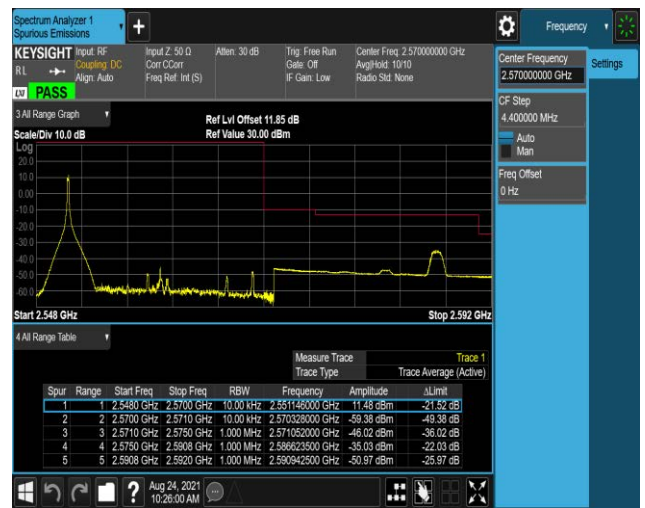 Spectrum Analyzer 1
Spurious Emissions
Frequency
KEYSIGHT Input: RF Input Z: 50 Ω Atten: 30 dB Trig: Free Run Center Freq: 2.570000000 GHz
RL Coupling: DC Corr CCorr Gate: Off Avg|Hold: 10/10
Align: Auto Freq Ref: Int (S) IF Gain: Low Radio Std: None
LXI PASS
Center Frequency
2.570000000 GHz
Settings
CF Step
4.400000 MHz
Auto
Man
Freq Offset
0 Hz
3 All Range Graph
Ref Lvl Offset 11.85 dB
Scale/Div 10.0 dB Ref Value 30.00 dBm
Log
20.0
10.0
0.00
-10.0
-20.0
-30.0
-40.0
-50.0
-60.0
Start 2.548 GHz Stop 2.592 GHz
4 All Range Table
Measure Trace Trace 1
Trace Type Trace Average (Active)
Spur Range Start Freq Stop Freq RBW Frequency Amplitude ΔLimit
1 1 2.5480 GHz 2.5700 GHz 10.00 kHz 2.551146000 GHz 11.48 dBm -21.52 dB
2 2 2.5700 GHz 2.5710 GHz 10.00 kHz 2.570328000 GHz -59.38 dBm -49.38 dB
3 3 2.5710 GHz 2.5750 GHz 1.000 MHz 2.571052000 GHz -46.02 dBm -36.02 dB
4 4 2.5750 GHz 2.5908 GHz 1.000 MHz 2.586623500 GHz -35.03 dBm -22.03 dB
5 5 2.5908 GHz 2.5920 GHz 1.000 MHz 2.590942500 GHz -50.97 dBm -25.97 dB
Aug 24, 2021
10:26:00 AM